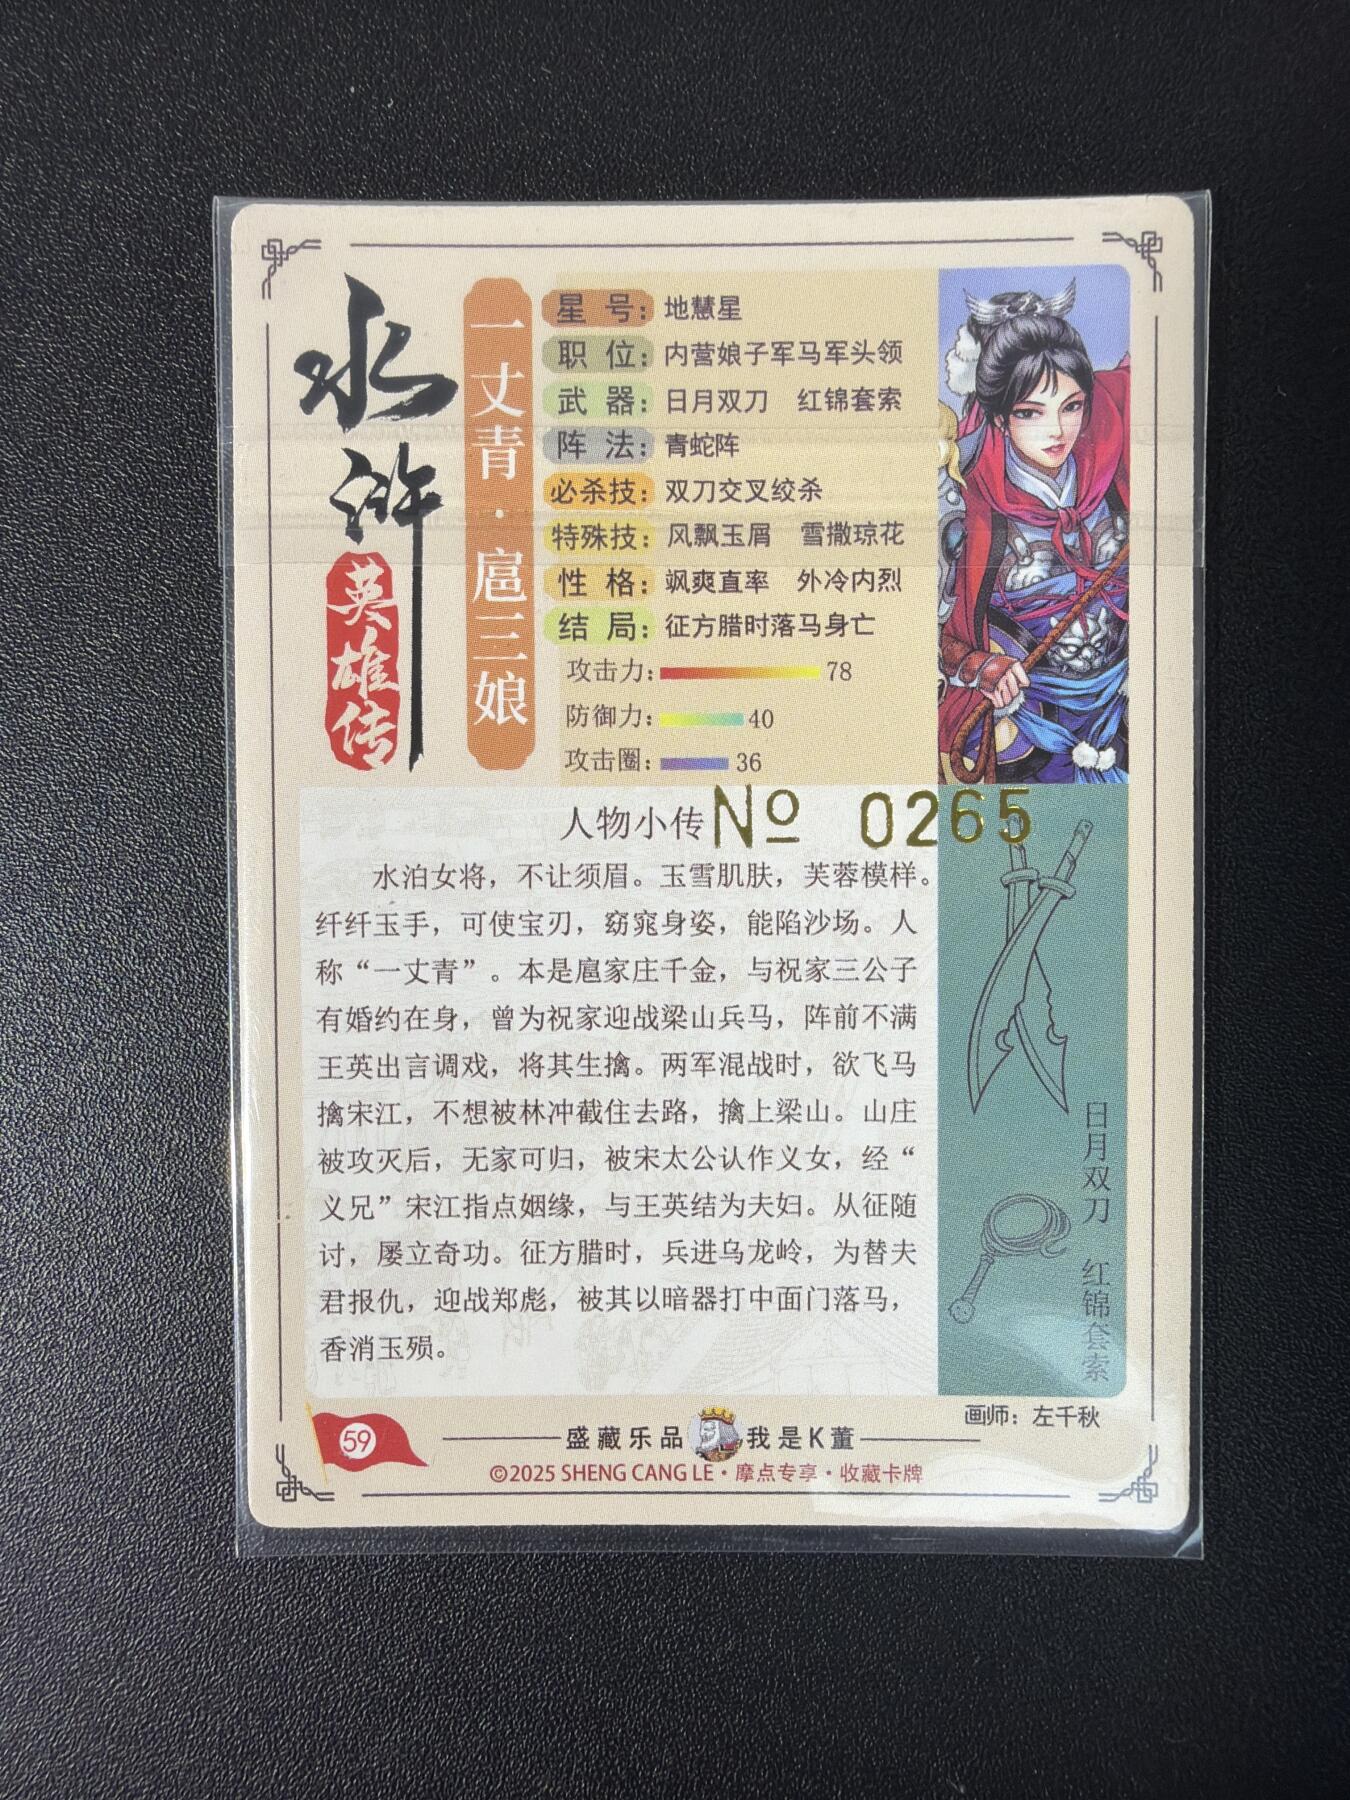 水浒
英雄传
一丈青·扈三娘
星 号：地慧星
职 位：内营娘子军马军头领
武 器：日月双刀 红锦套索
阵 法：青蛇阵
必杀技：双刀交叉绞杀
特殊技：风飘玉屑 雪撒琼花
性 格：飒爽直率 外冷内烈
结 局：征方腊时落马身亡
攻击力：78
防御力：40
攻击圈：36
人物小传
No 0265
水泊女将，不让须眉。玉雪肌肤，芙蓉模样。
纤纤玉手，可使宝刃，窈窕身姿，能陷沙场。人
称“一丈青”。本是扈家庄千金，与祝家三公子
有婚约在身，曾为祝家迎战梁山兵马，阵前不满
王英出言调戏，将其生擒。两军混战时，欲飞马
擒宋江，不想被林冲截住去路，擒上梁山。山庄
被攻灭后，无家可归，被宋太公认作义女，经“
义兄”宋江指点姻缘，与王英结为夫妇。从征随
讨，屡立奇功。征方腊时，兵进乌龙岭，为替夫
君报仇，迎战郑彪，被其以暗器打中面门落马，
香消玉殒。
日月双刀 红锦套索
画师：左千秋
59
盛藏乐品 我是K董
©2025 SHENG CANG LE·摩点专享·收藏卡牌